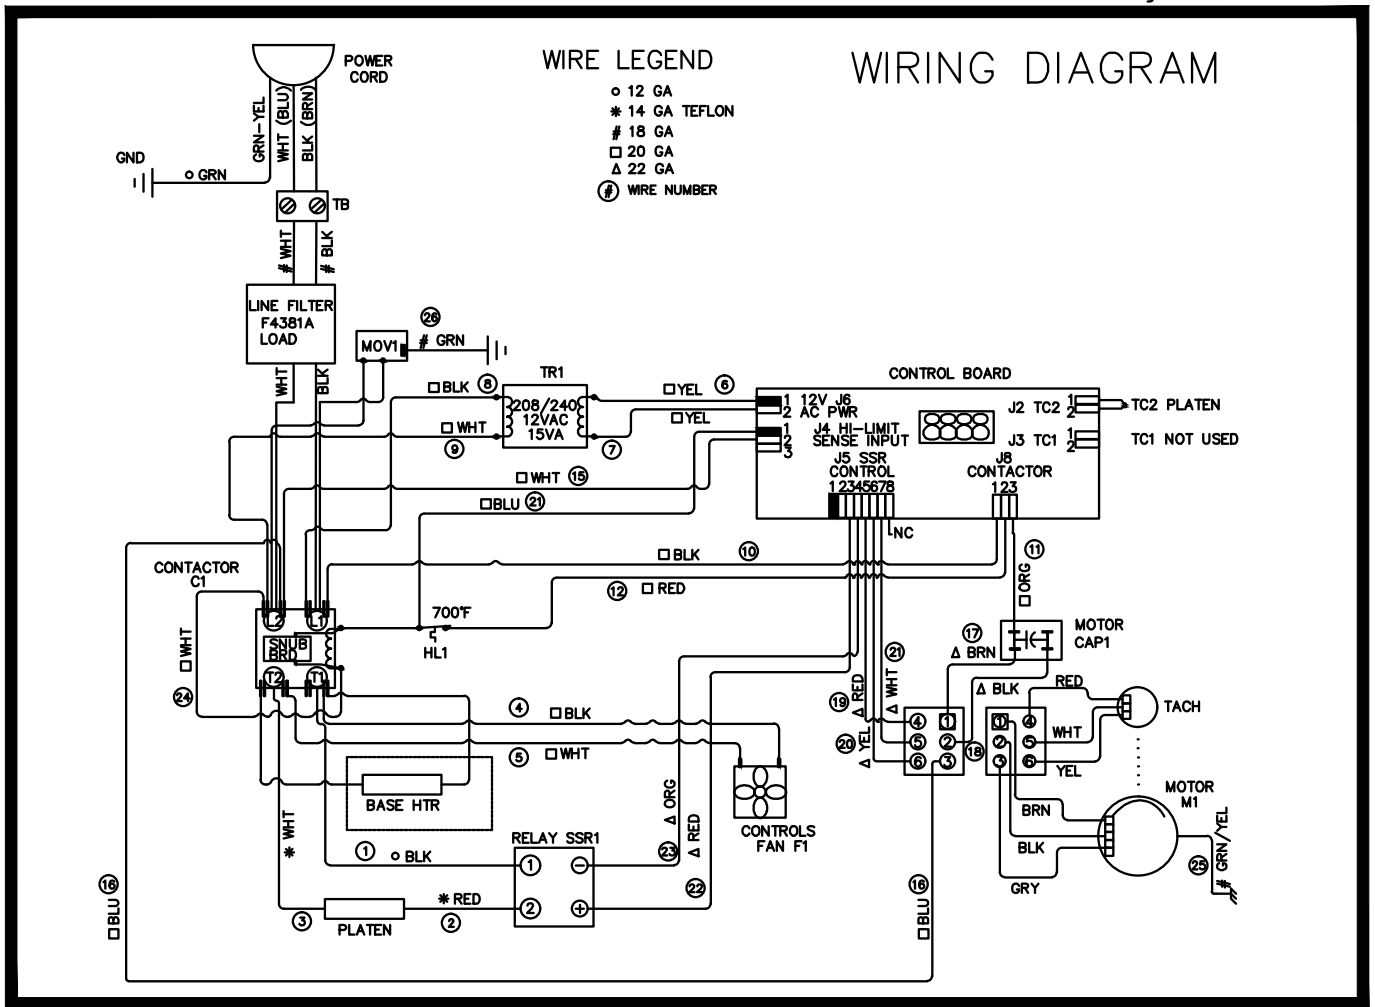 WIRING DIAGRAM
WIRE LEGEND
○ 12 GA
* 14 GA TEFLON
# 18 GA
□ 20 GA
△ 22 GA
# WIRE NUMBER
POWER
CORD
GRN-YEL
WHT (BLU)
BLK (BRN)
GND
○ GRN
TB
# WHT
# BLK
LINE FILTER
F4381A
LOAD
WHT
BLK
MOV1
26
# GRN
TR1
208/240
12VAC
15VA
□ BLK 8
□ WHT
9
□ YEL 6
□ YEL
7
CONTROL BOARD
1 12V J6
2 AC PWR
1 J4 HI-LIMIT
2 SENSE INPUT
3
J5 SSR
CONTROL
12345678
NC
J2 TC2 1
2
TC2 PLATEN
J3 TC1 1
2
TC1 NOT USED
J8
CONTACTOR
123
□ WHT 15
□ BLU 21
□ BLK 10
12 □ RED
11
□ ORG
CONTACTOR
C1
L2
L1
SNUB
BRD
T2
T1
□ WHT
24
700°F
HL1
MOTOR
CAP1
17
△ BRN
△ BLK
18
21
△ WHT
19
△ RED
20
△ YEL
4 1
5 2
6 3
1 4
2 5
3 6
RED
WHT
YEL
TACH
BRN
BLK
GRY
MOTOR
M1
# GRN/YEL
25
4
□ BLK
5
□ WHT
BASE HTR
CONTROLS
FAN F1
* WHT
1
○ BLK
RELAY SSR1
1 −
2 +
△ ORG
23
△ RED
22
3
PLATEN
* RED
2
□ BLU 16
□ BLU 16